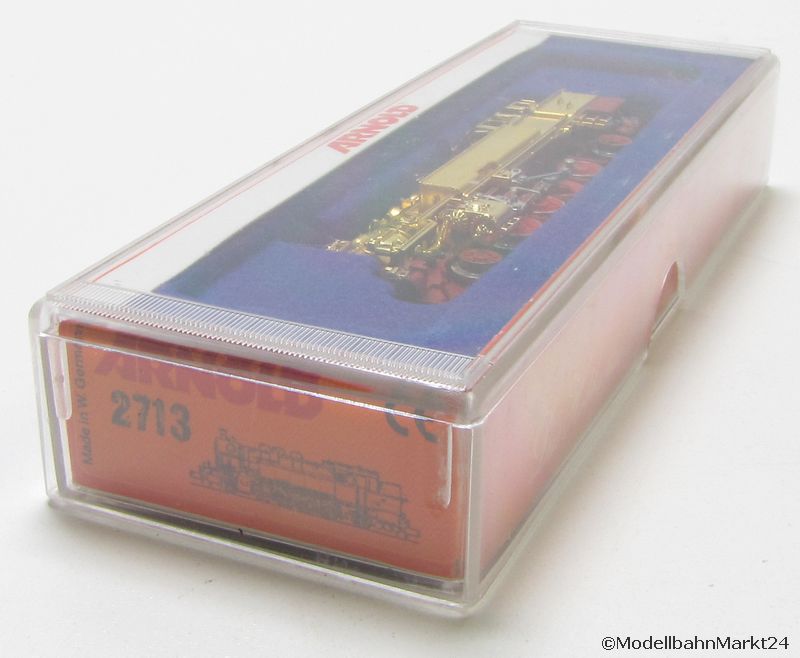 ARNOLD
ARNOLD
Made in W. Germany
2713
CE
©ModellbahnMarkt24